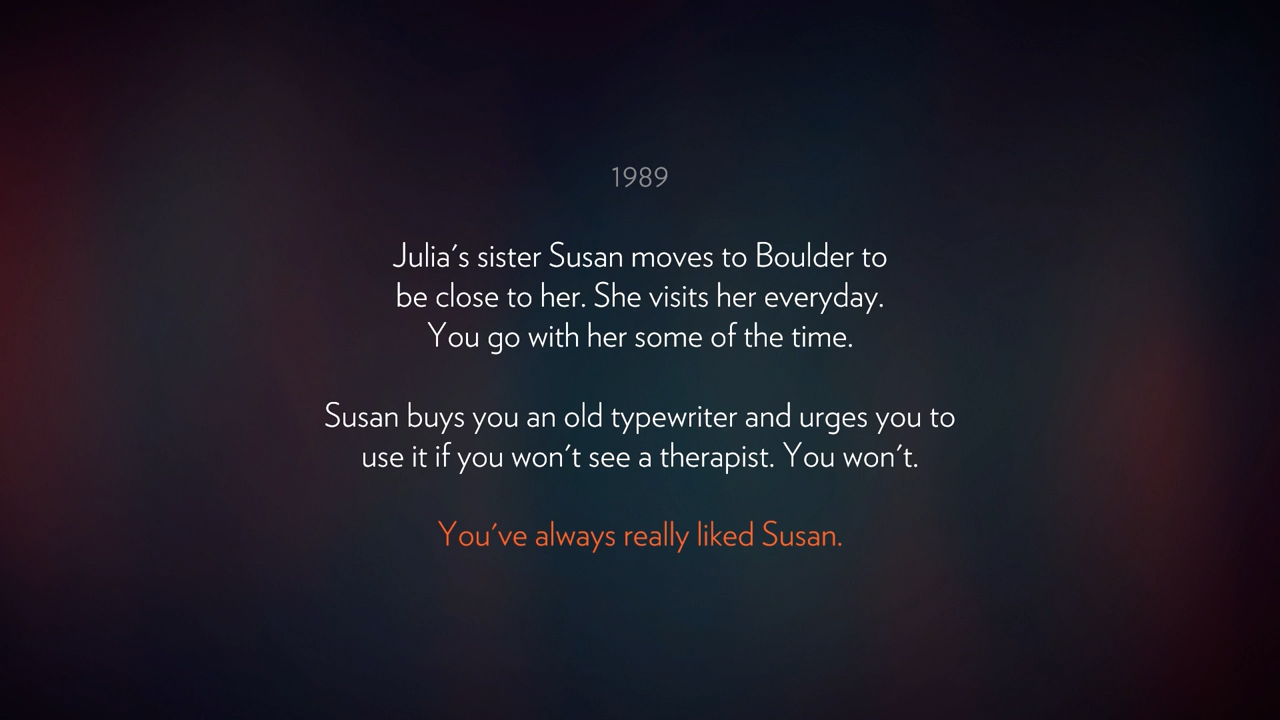 1989
Julia's sister Susan moves to Boulder to
be close to her. She visits her everyday.
You go with her some of the time.
Susan buys you an old typewriter and urges you to
use it if you won't see a therapist. You won't.
You've always really liked Susan.